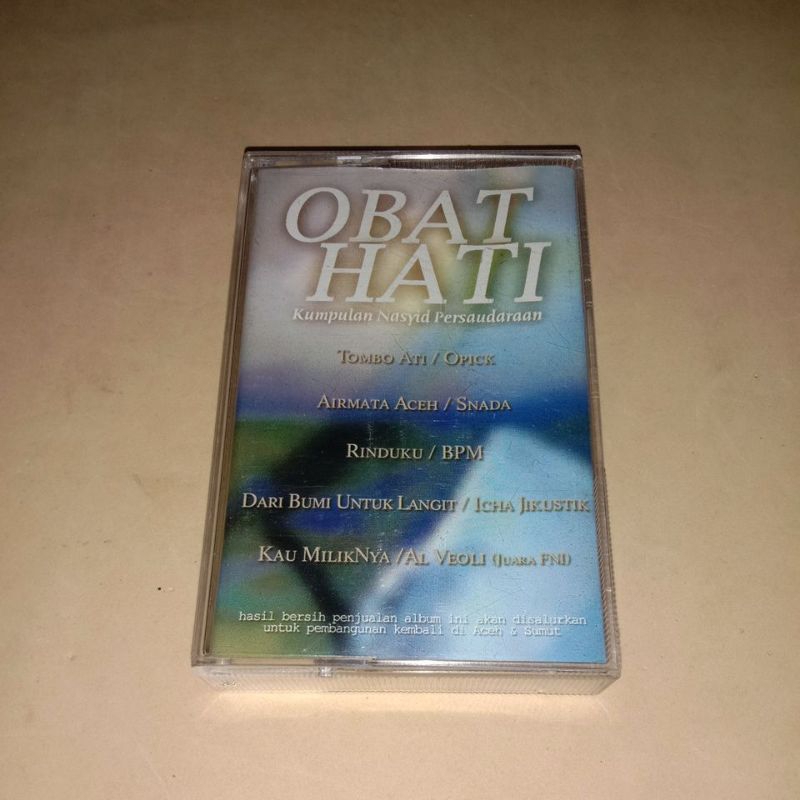 OBAT
HATI
Kumpulan Nasyid Persaudaraan
TOMBO ATI / OPICK
AIRMATA ACEH / SNADA
RINDUKU / BPM
DARI BUMI UNTUK LANGIT / ICHA JIKUSTIK
KAU MILIKNYA /AL VEOLI (JUARA FNI)
hasil bersih penjualan album ini akan disalurkan
untuk pembangunan kembali di Aceh & Sumut